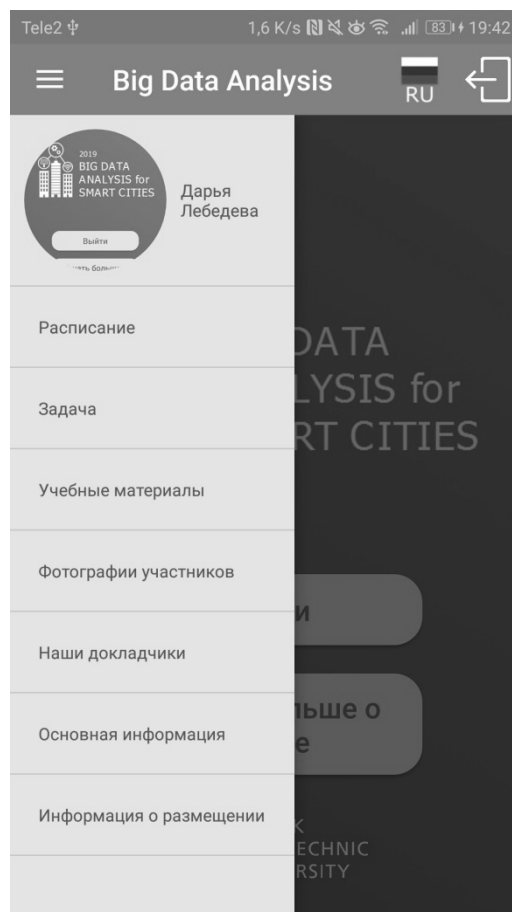 Tele2 1,6 K/s 83 19:42
Big Data Analysis RU
2019
BIG DATA
ANALYSIS for
SMART CITIES
Выйти
Дарья
Лебедева
Расписание
Задача
Учебные материалы
Фотографии участников
Наши докладчики
Основная информация
Информация о размещении
DATA
LYSIS for
RT CITIES
и
льше о
е
K
ECHNIC
RSITY